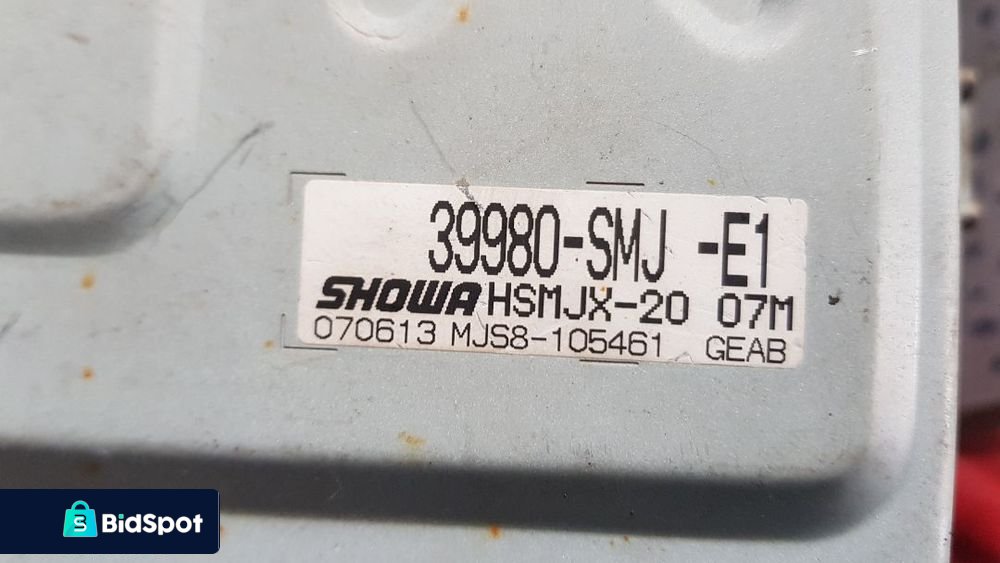 39980-SMJ -E1
SHOWA HSMJX-20 07M
070613 MJS8-105461 GEAB
BidSpot